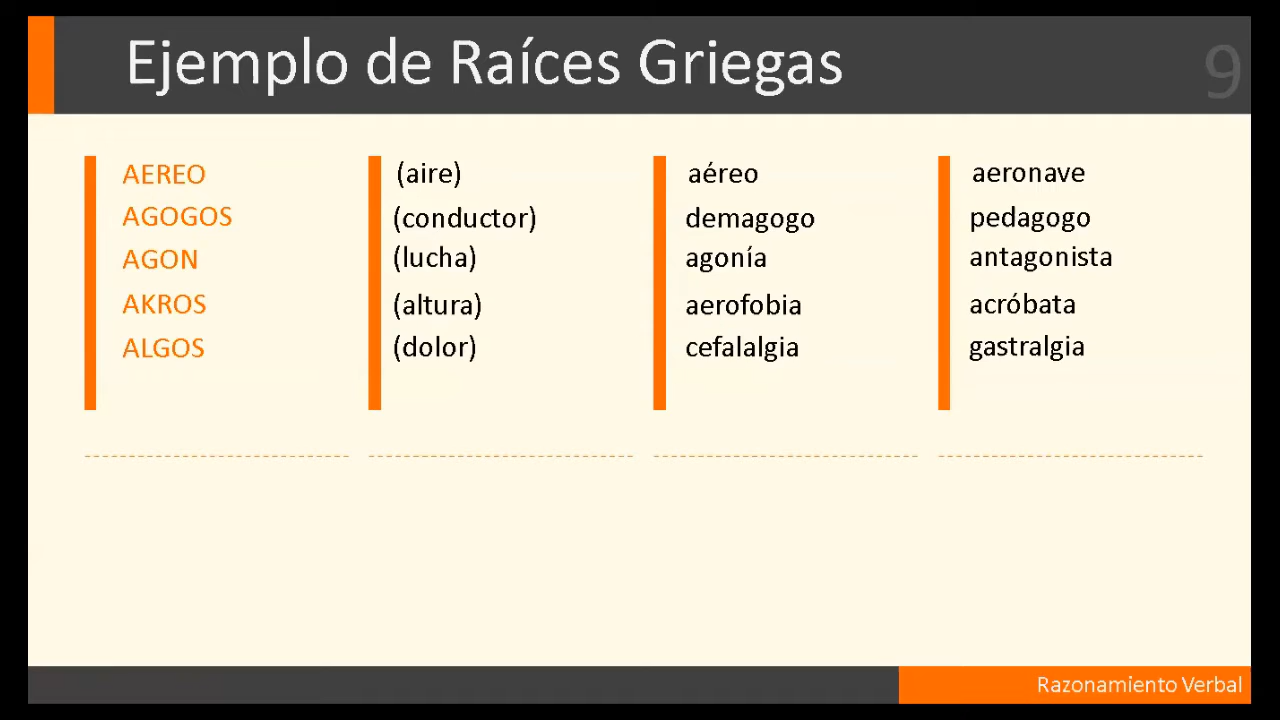 Ejemplo de Raíces Griegas
9
AEREO (aire) aéreo aeronave
AGOGOS (conductor) demagogo pedagogo
AGON (lucha) agonía antagonista
AKROS (altura) aerofobia acróbata
ALGOS (dolor) cefalalgia gastralgia
Razonamiento Verbal